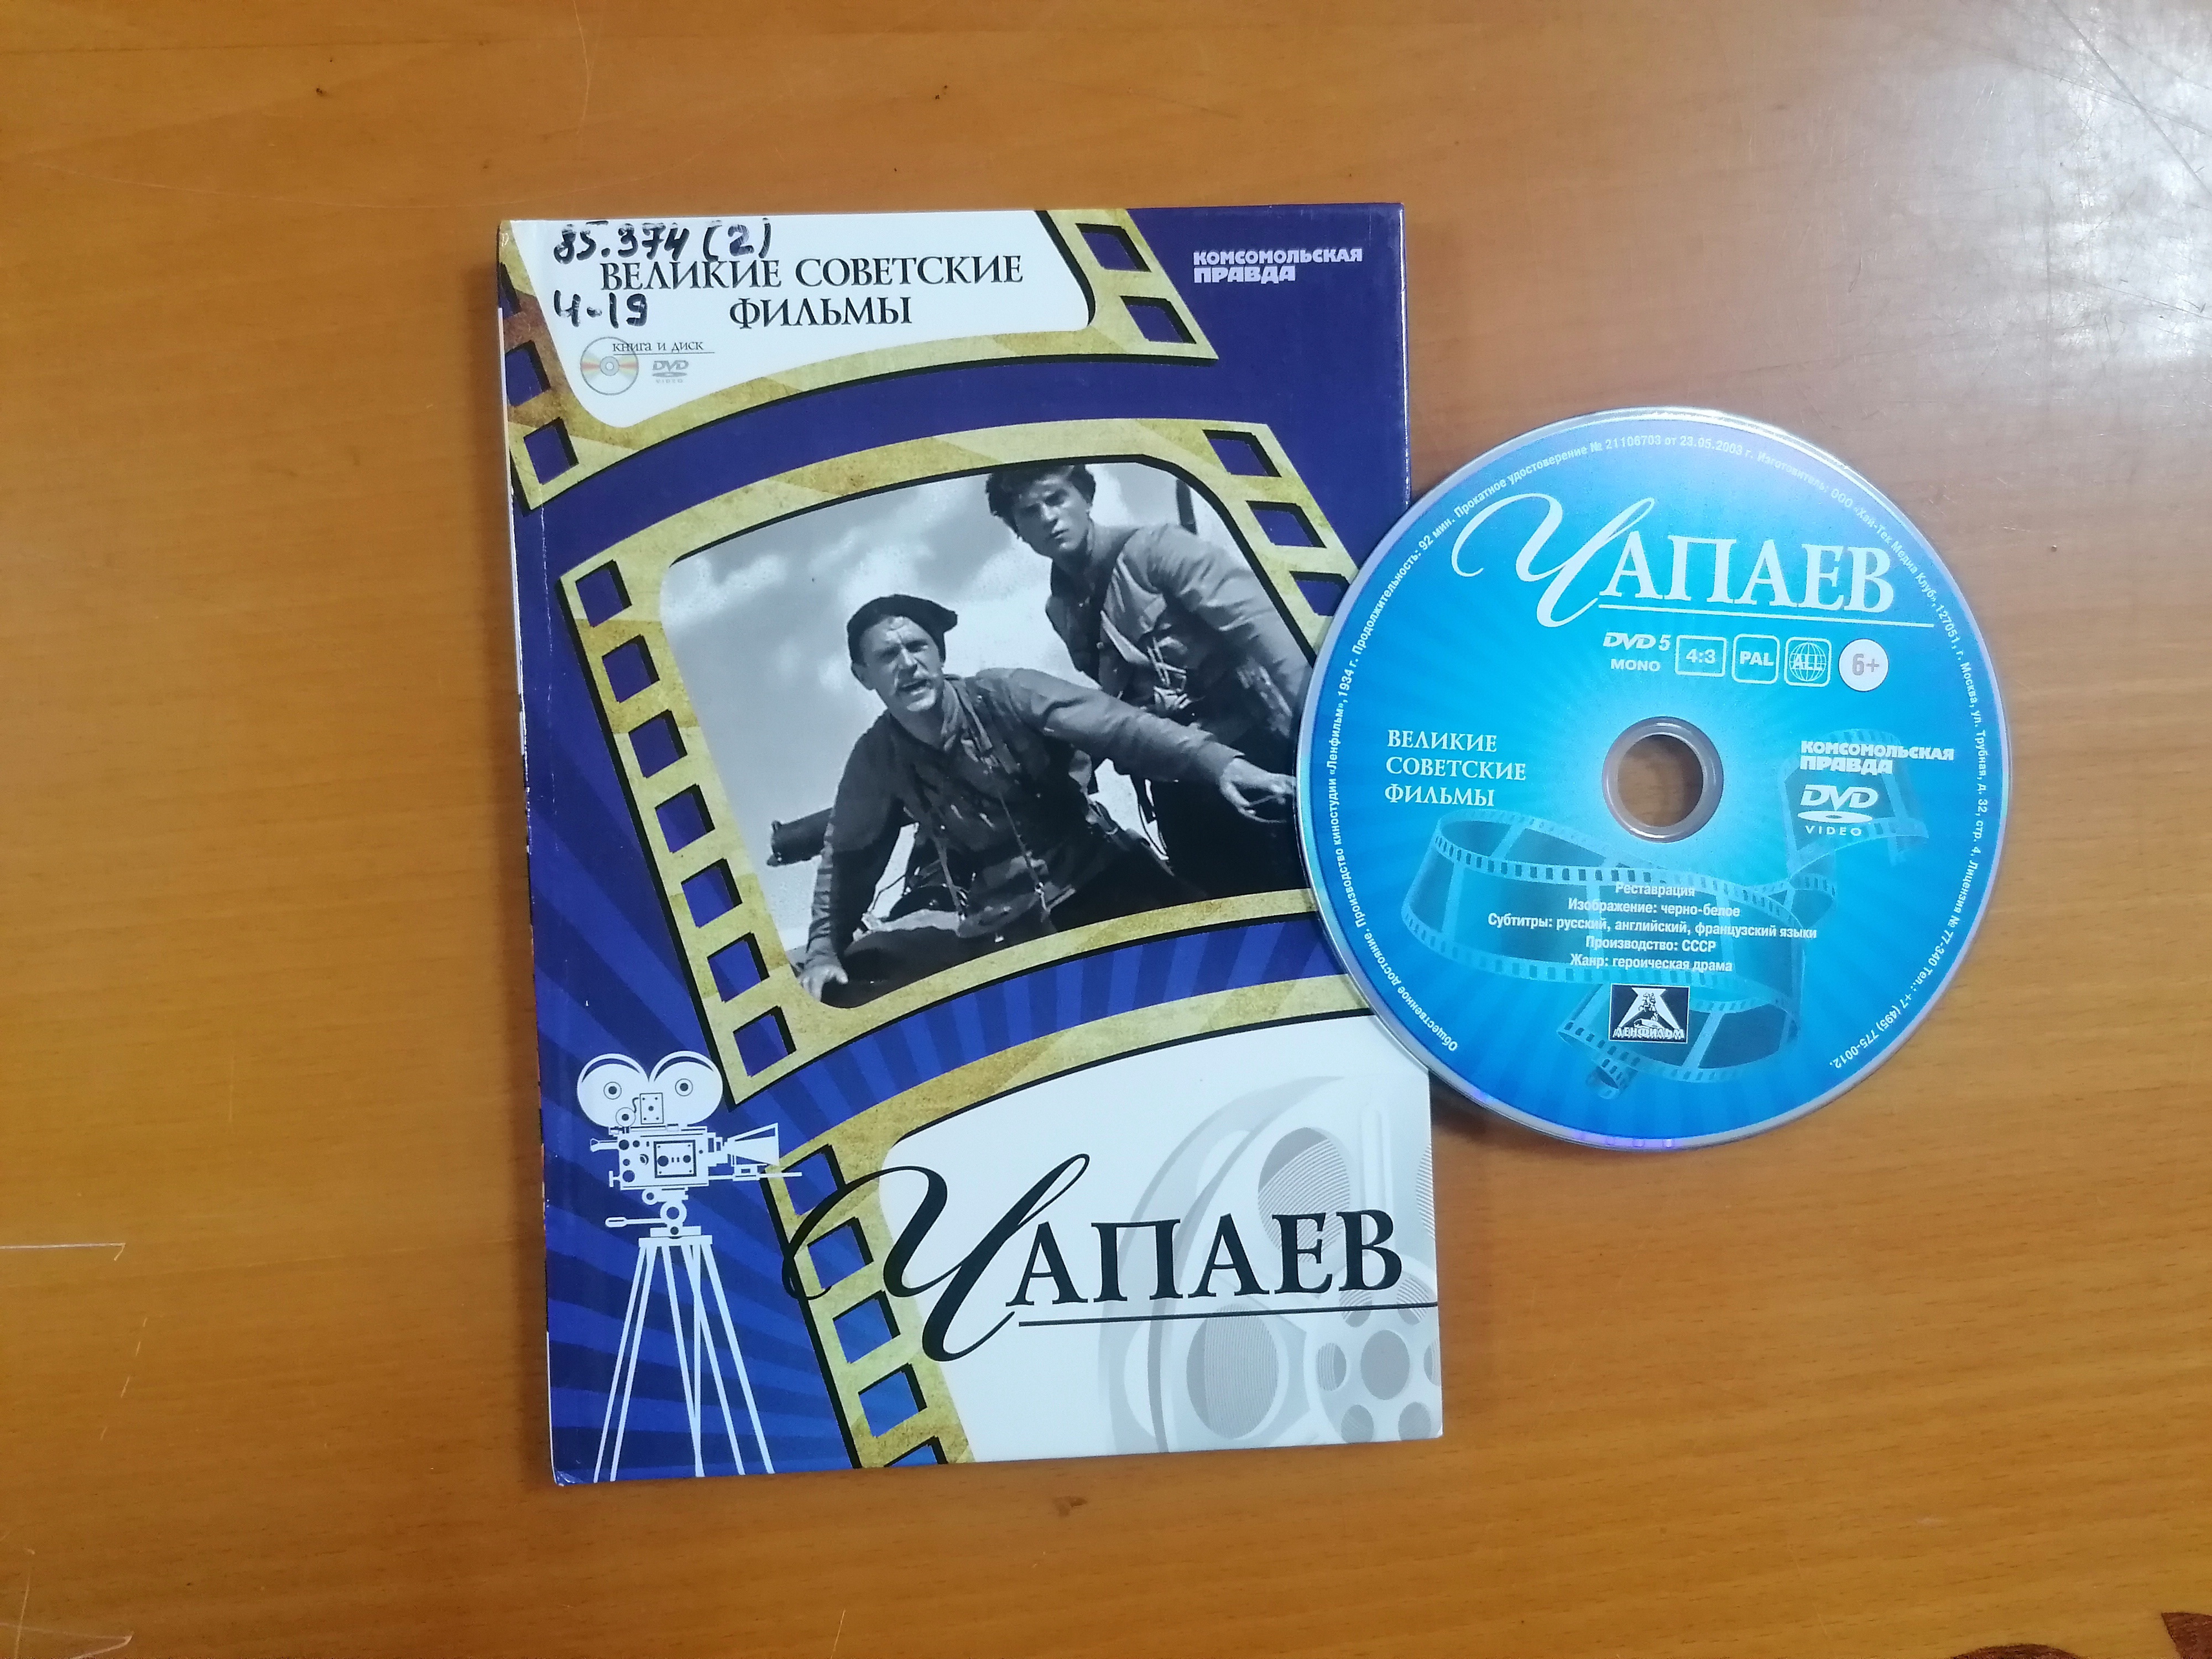 85.374(2)
ВЕЛИКИЕ СОВЕТСКИЕ
Ч-19
ФИЛЬМЫ
книга и диск
DVD
VIDEO
КОМСОМОЛЬСКАЯ
ПРАВДА
ЧАПАЕВ
Общественное достояние. Производство киностудии «Ленфильм», 1934 г. Продолжительность: 92 мин. Прокатное удостоверение № 21106703 от 23.05.2003 г. Изготовитель: ООО «Хай-Тек Медиа Клуб», 127051, г. Москва, ул. Трубная, д. 32, стр. 4. Лицензия № 77-340 Тел.: +7 (495) 775-0012.
ЧАПАЕВ
DVD 5
MONO
4:3
PAL
ALL
6+
ВЕЛИКИЕ
СОВЕТСКИЕ
ФИЛЬМЫ
КОМСОМОЛЬСКАЯ
ПРАВДА
DVD
VIDEO
Реставрация
Изображение: черно-белое
Субтитры: русский, английский, французский языки
Производство: СССР
Жанр: героическая драма
ЛЕНФИЛЬМ